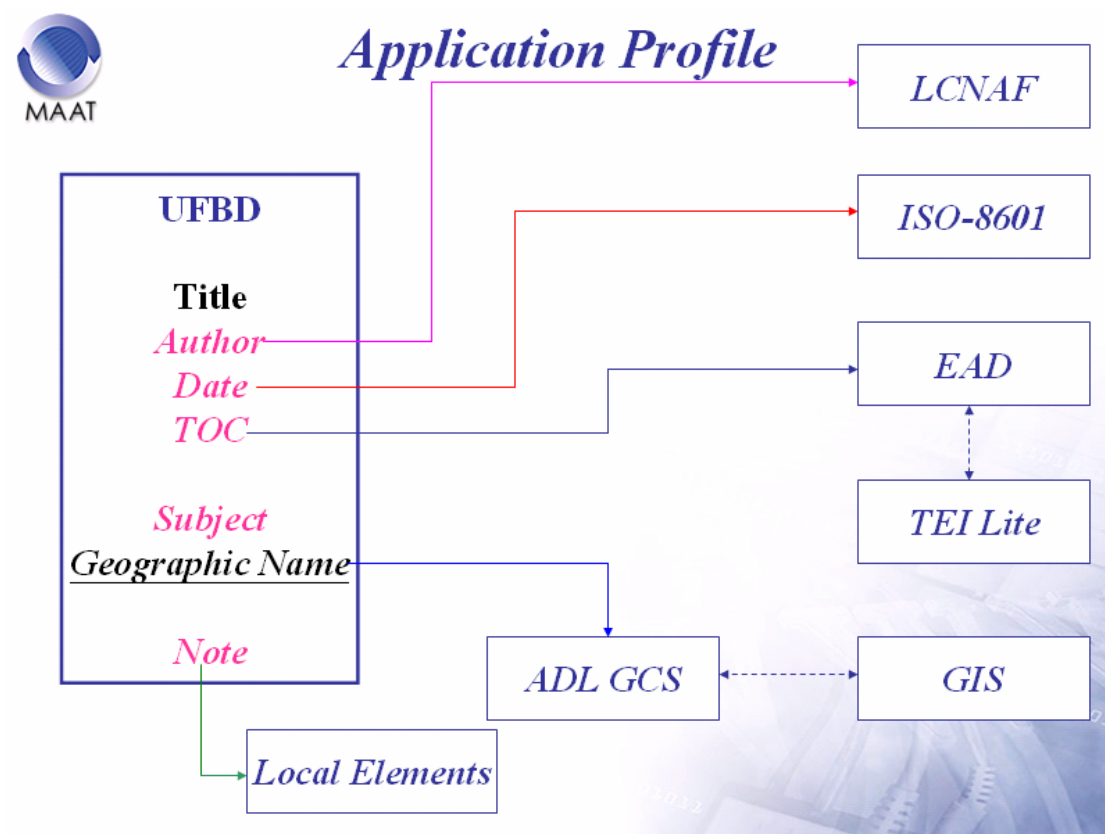 Application Profile
MAAT
LCNAF
UFBD
ISO-8601
Title
Author
Date
TOC
EAD
Subject
TEI Lite
Geographic Name
Note
ADL GCS
GIS
Local Elements